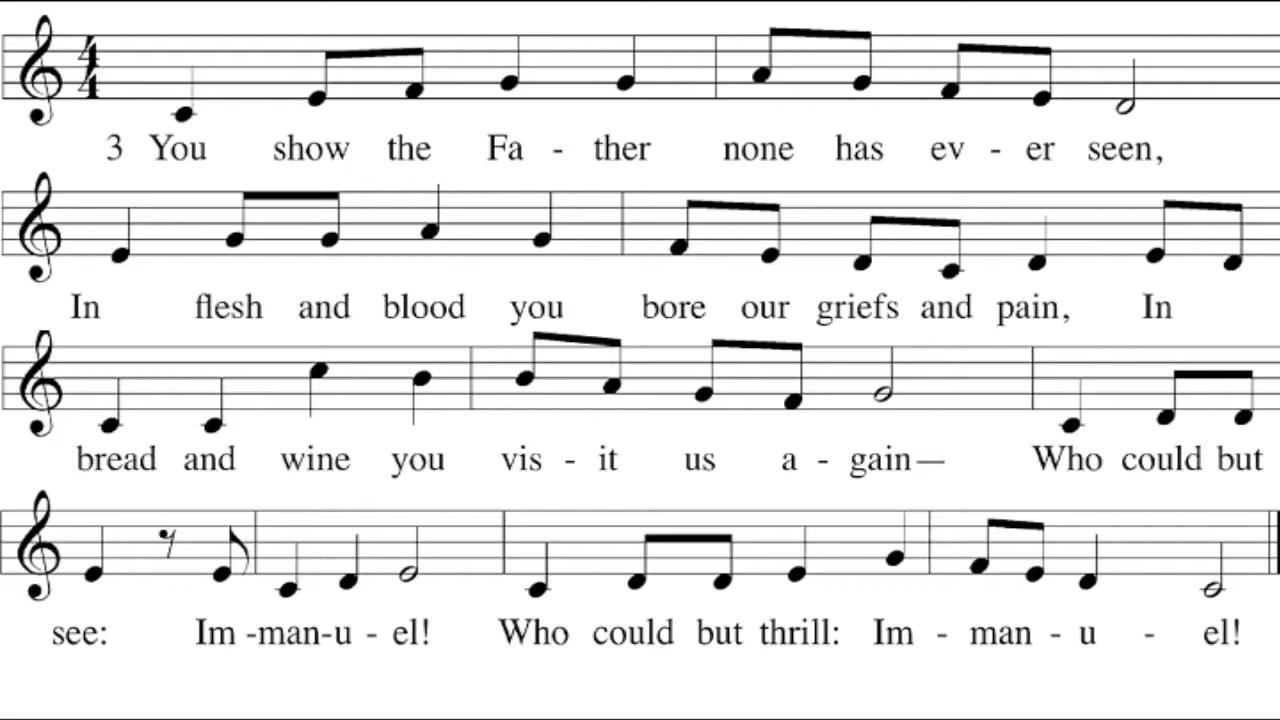 3 You show the Fa - ther none has ev - er seen,
In flesh and blood you bore our griefs and pain, In
bread and wine you vis - it us a - gain—  Who could but
see: Im -man-u - el! Who could but thrill: Im - man - u - el!